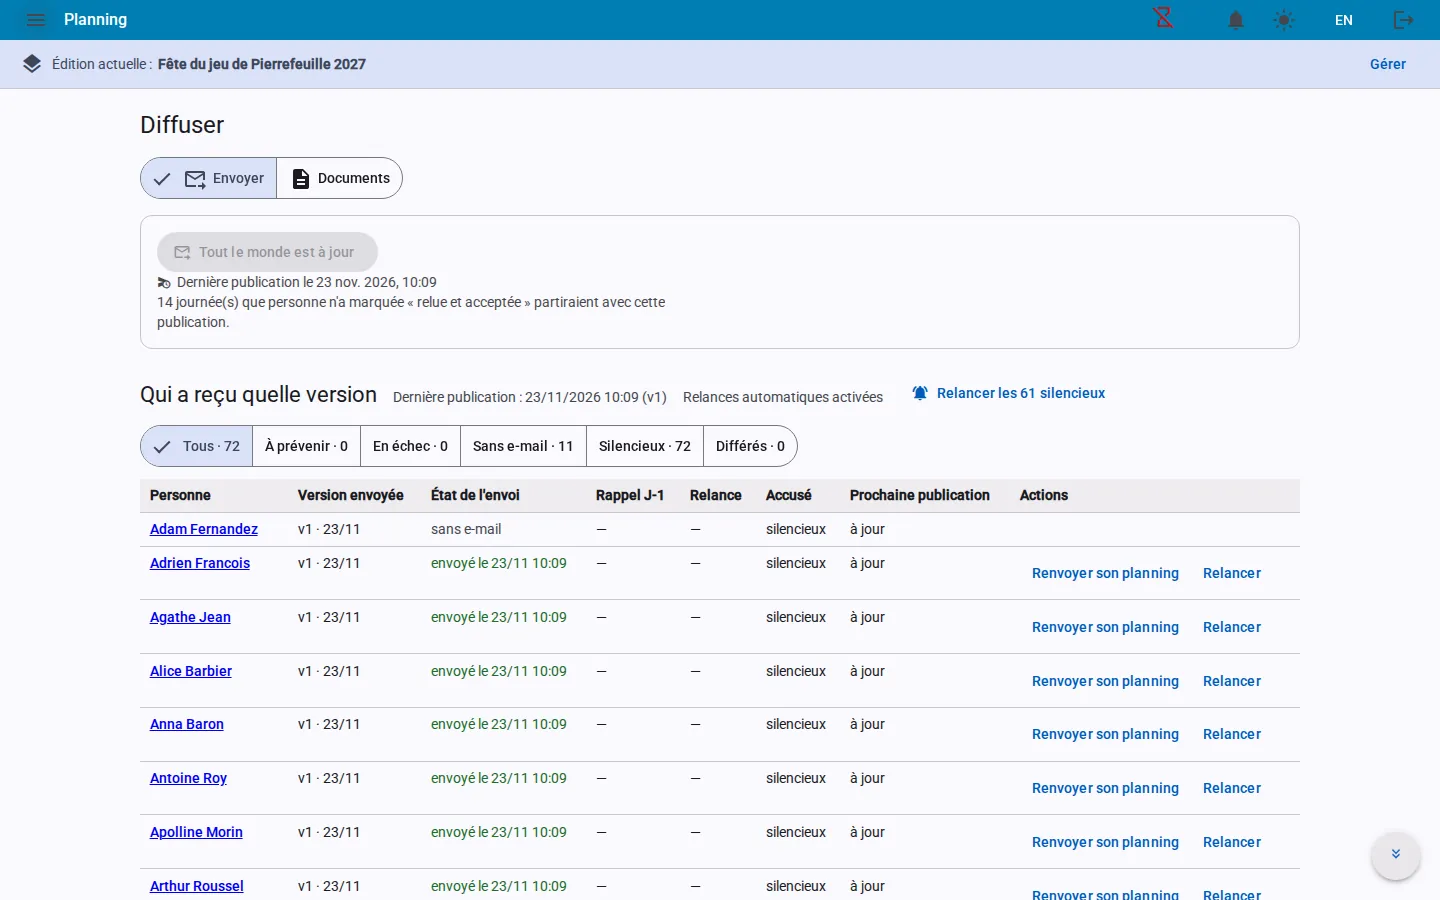 Planning
EN
Édition actuelle : Fête du jeu de Pierrefeuille 2027
Gérer
Diffuser
Envoyer
Documents
Tout le monde est à jour
Dernière publication le 23 nov. 2026, 10:09
14 journée(s) que personne n'a marquée « relue et acceptée » partiraient avec cette
publication.
Qui a reçu quelle version
Dernière publication : 23/11/2026 10:09 (v1)
Relances automatiques activées
Relancer les 61 silencieux
Tous · 72
À prévenir · 0
En échec · 0
Sans e-mail · 11
Silencieux · 72
Différés · 0
Personne Version envoyée État de l'envoi Rappel J-1 Relance Accusé Prochaine publication Actions
Adam Fernandez v1 · 23/11 sans e-mail — — silencieux à jour
Adrien Francois v1 · 23/11 envoyé le 23/11 10:09 — — silencieux à jour Renvoyer son planning Relancer
Agathe Jean v1 · 23/11 envoyé le 23/11 10:09 — — silencieux à jour Renvoyer son planning Relancer
Alice Barbier v1 · 23/11 envoyé le 23/11 10:09 — — silencieux à jour Renvoyer son planning Relancer
Anna Baron v1 · 23/11 envoyé le 23/11 10:09 — — silencieux à jour Renvoyer son planning Relancer
Antoine Roy v1 · 23/11 envoyé le 23/11 10:09 — — silencieux à jour Renvoyer son planning Relancer
Apolline Morin v1 · 23/11 envoyé le 23/11 10:09 — — silencieux à jour Renvoyer son planning Relancer
Arthur Roussel v1 · 23/11 envoyé le 23/11 10:09 — — silencieux à jour Renvoyer son planning Relancer